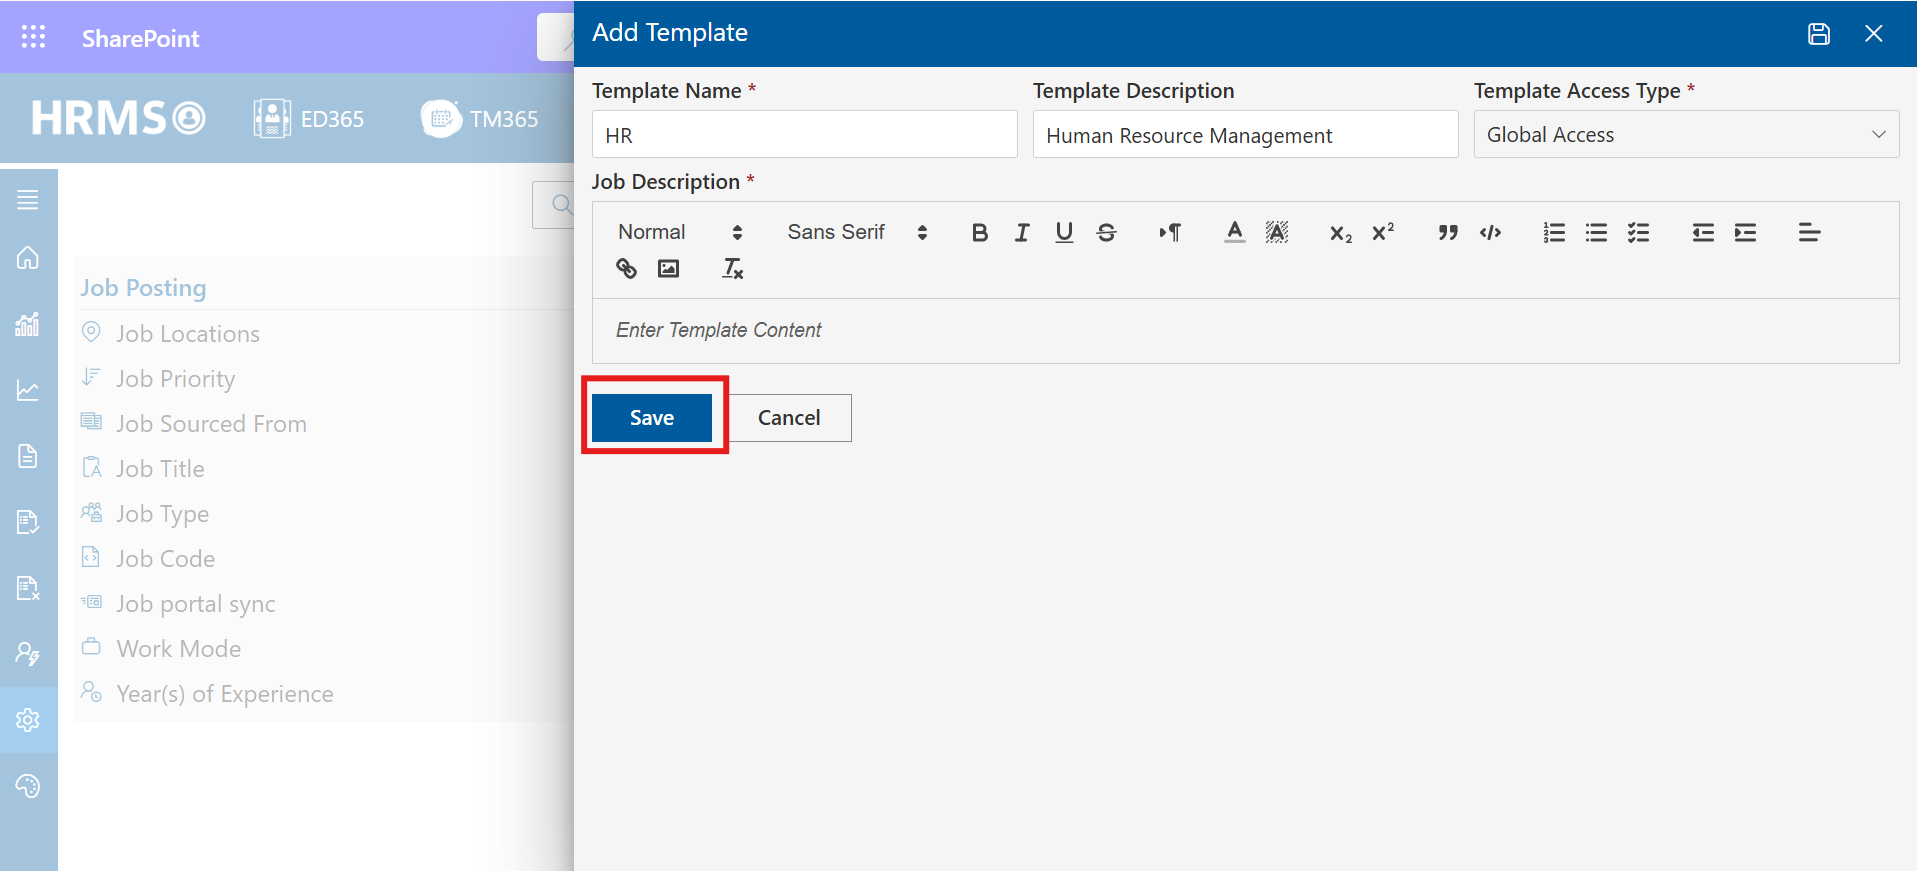 SharePoint
HRMS
ED365
TM365
Job Posting
Job Locations
Job Priority
Job Sourced From
Job Title
Job Type
Job Code
Job portal sync
Work Mode
Year(s) of Experience
Add Template
Template Name *
Template Description
Template Access Type *
HR
Human Resource Management
Global Access
Job Description *
Normal
Sans Serif
Enter Template Content
Save
Cancel